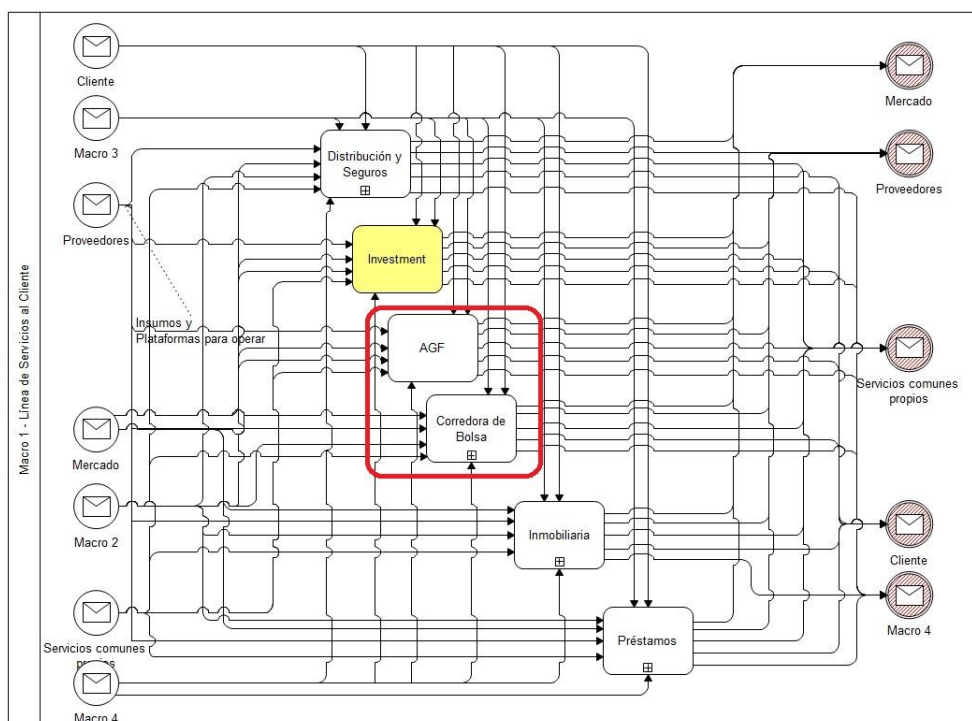 Macro 1 - Línea de Servicios al Cliente
Cliente
Macro 3
Proveedores
Insumos y
Plataformas para operar
Mercado
Macro 2
Servicios comunes
propios
Macro 4
Distribución y
Seguros
Investment
AGF
Corredora de
Bolsa
Inmobiliaria
Préstamos
Mercado
Proveedores
Servicios comunes
propios
Cliente
Macro 4